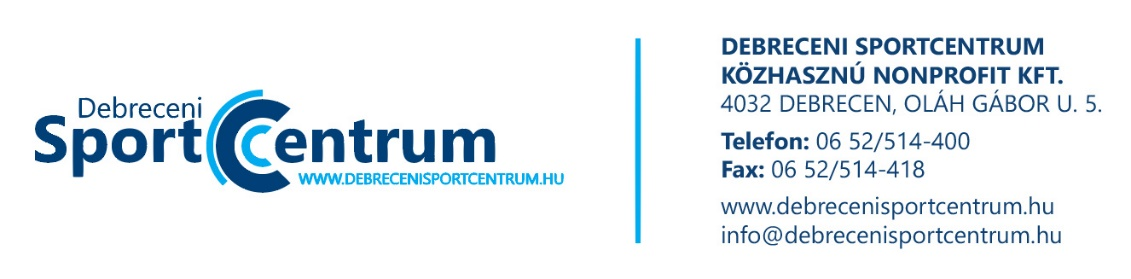 Debreceni
SportCentrum
WWW.DEBRECENISPORTCENTRUM.HU
DEBRECENI SPORTCENTRUM
KÖZHASZNÚ NONPROFIT KFT.
4032 DEBRECEN, OLÁH GÁBOR U. 5.
Telefon: 06 52/514-400
Fax: 06 52/514-418
www.debrecenisportcentrum.hu
info@debrecenisportcentrum.hu